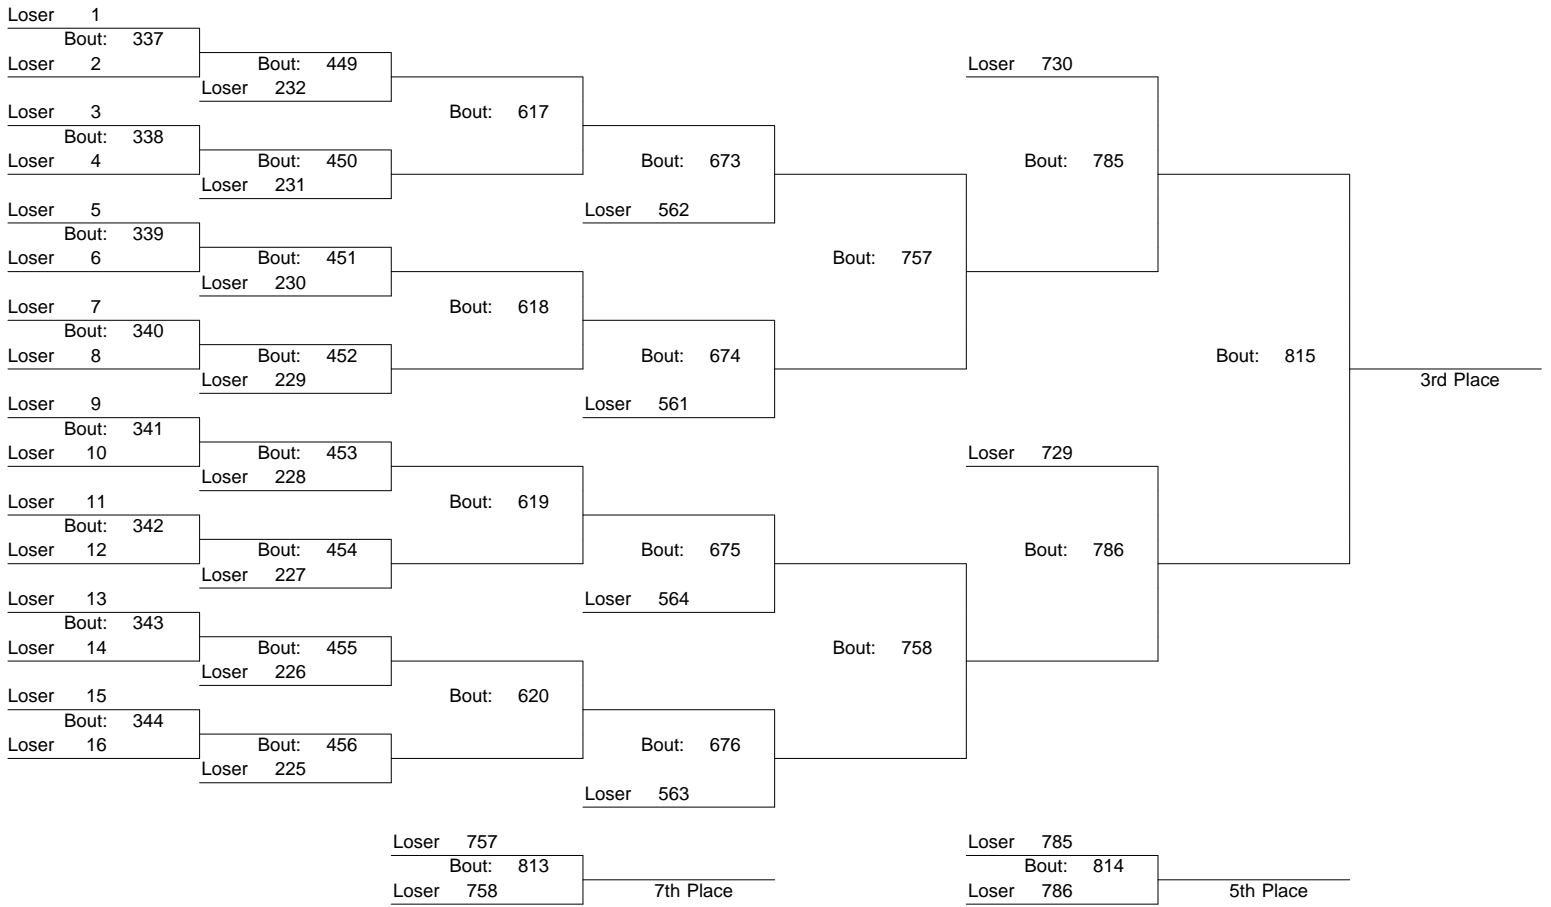 Loser 1
Bout: 337
Loser 2
Bout: 449
Loser 730
Loser 232
Loser 3
Bout: 617
Bout: 338
Loser 4
Bout: 450
Bout: 673
Bout: 785
Loser 231
Loser 5
Loser 562
Bout: 339
Loser 6
Bout: 451
Bout: 757
Loser 230
Loser 7
Bout: 618
Bout: 340
Loser 8
Bout: 452
Bout: 674
Bout: 815
Loser 229
3rd Place
Loser 9
Loser 561
Bout: 341
Loser 10
Bout: 453
Loser 729
Loser 228
Loser 11
Bout: 619
Bout: 342
Loser 12
Bout: 454
Bout: 675
Bout: 786
Loser 227
Loser 13
Loser 564
Bout: 343
Loser 14
Bout: 455
Bout: 758
Loser 226
Loser 15
Bout: 620
Bout: 344
Loser 16
Bout: 456
Bout: 676
Loser 225
Loser 563
Loser 757
Loser 785
Bout: 813
Bout: 814
Loser 758
7th Place
Loser 786
5th Place